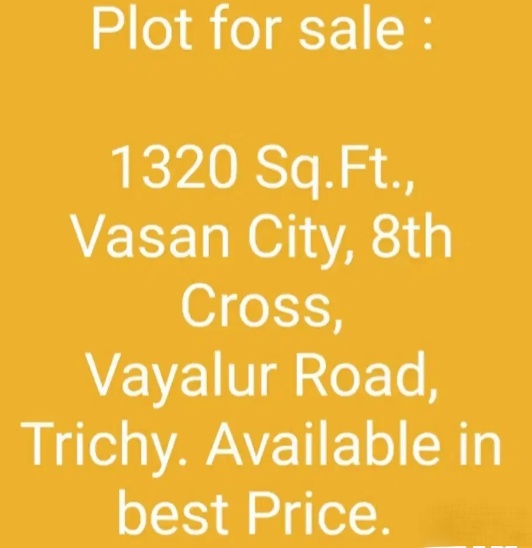 Plot for sale :
1320 Sq.Ft.,
Vasan City, 8th
Cross,
Vayalur Road,
Trichy. Available in
best Price.